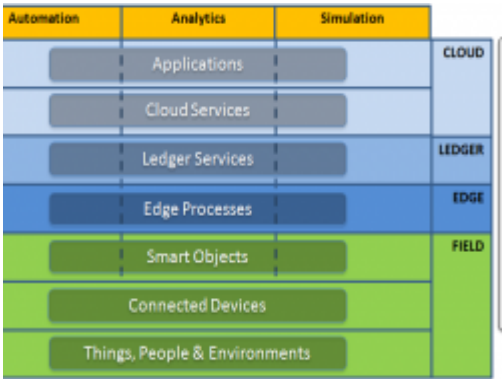 Automation Analytics Simulation
Applications CLOUD
Cloud Services
Ledger Services LEDGER
Edge Processes EDGE
Smart Objects FIELD
Connected Devices
Things, People & Environments